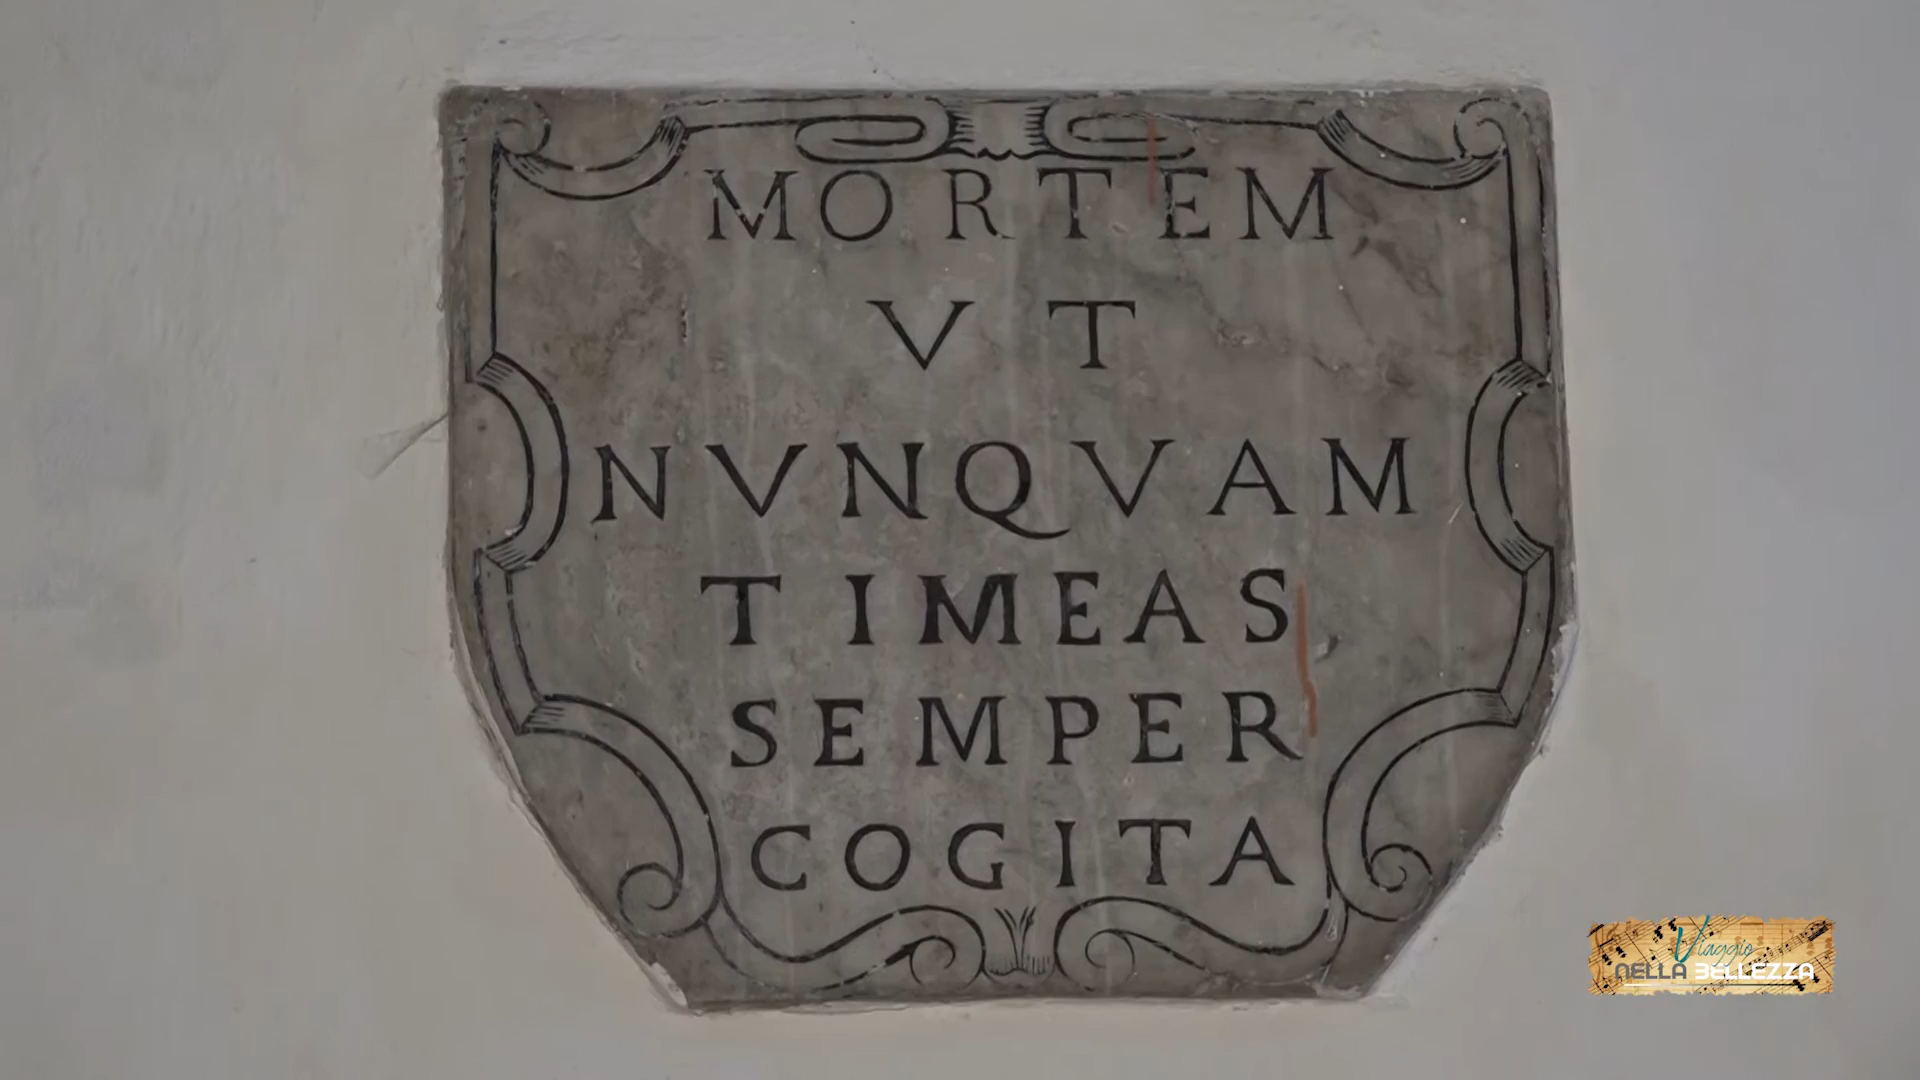 MORTEM
VT
NVNQVAM
TIMEAS
SEMPER
COGITA
Viaggio
NELLA BELLEZZA